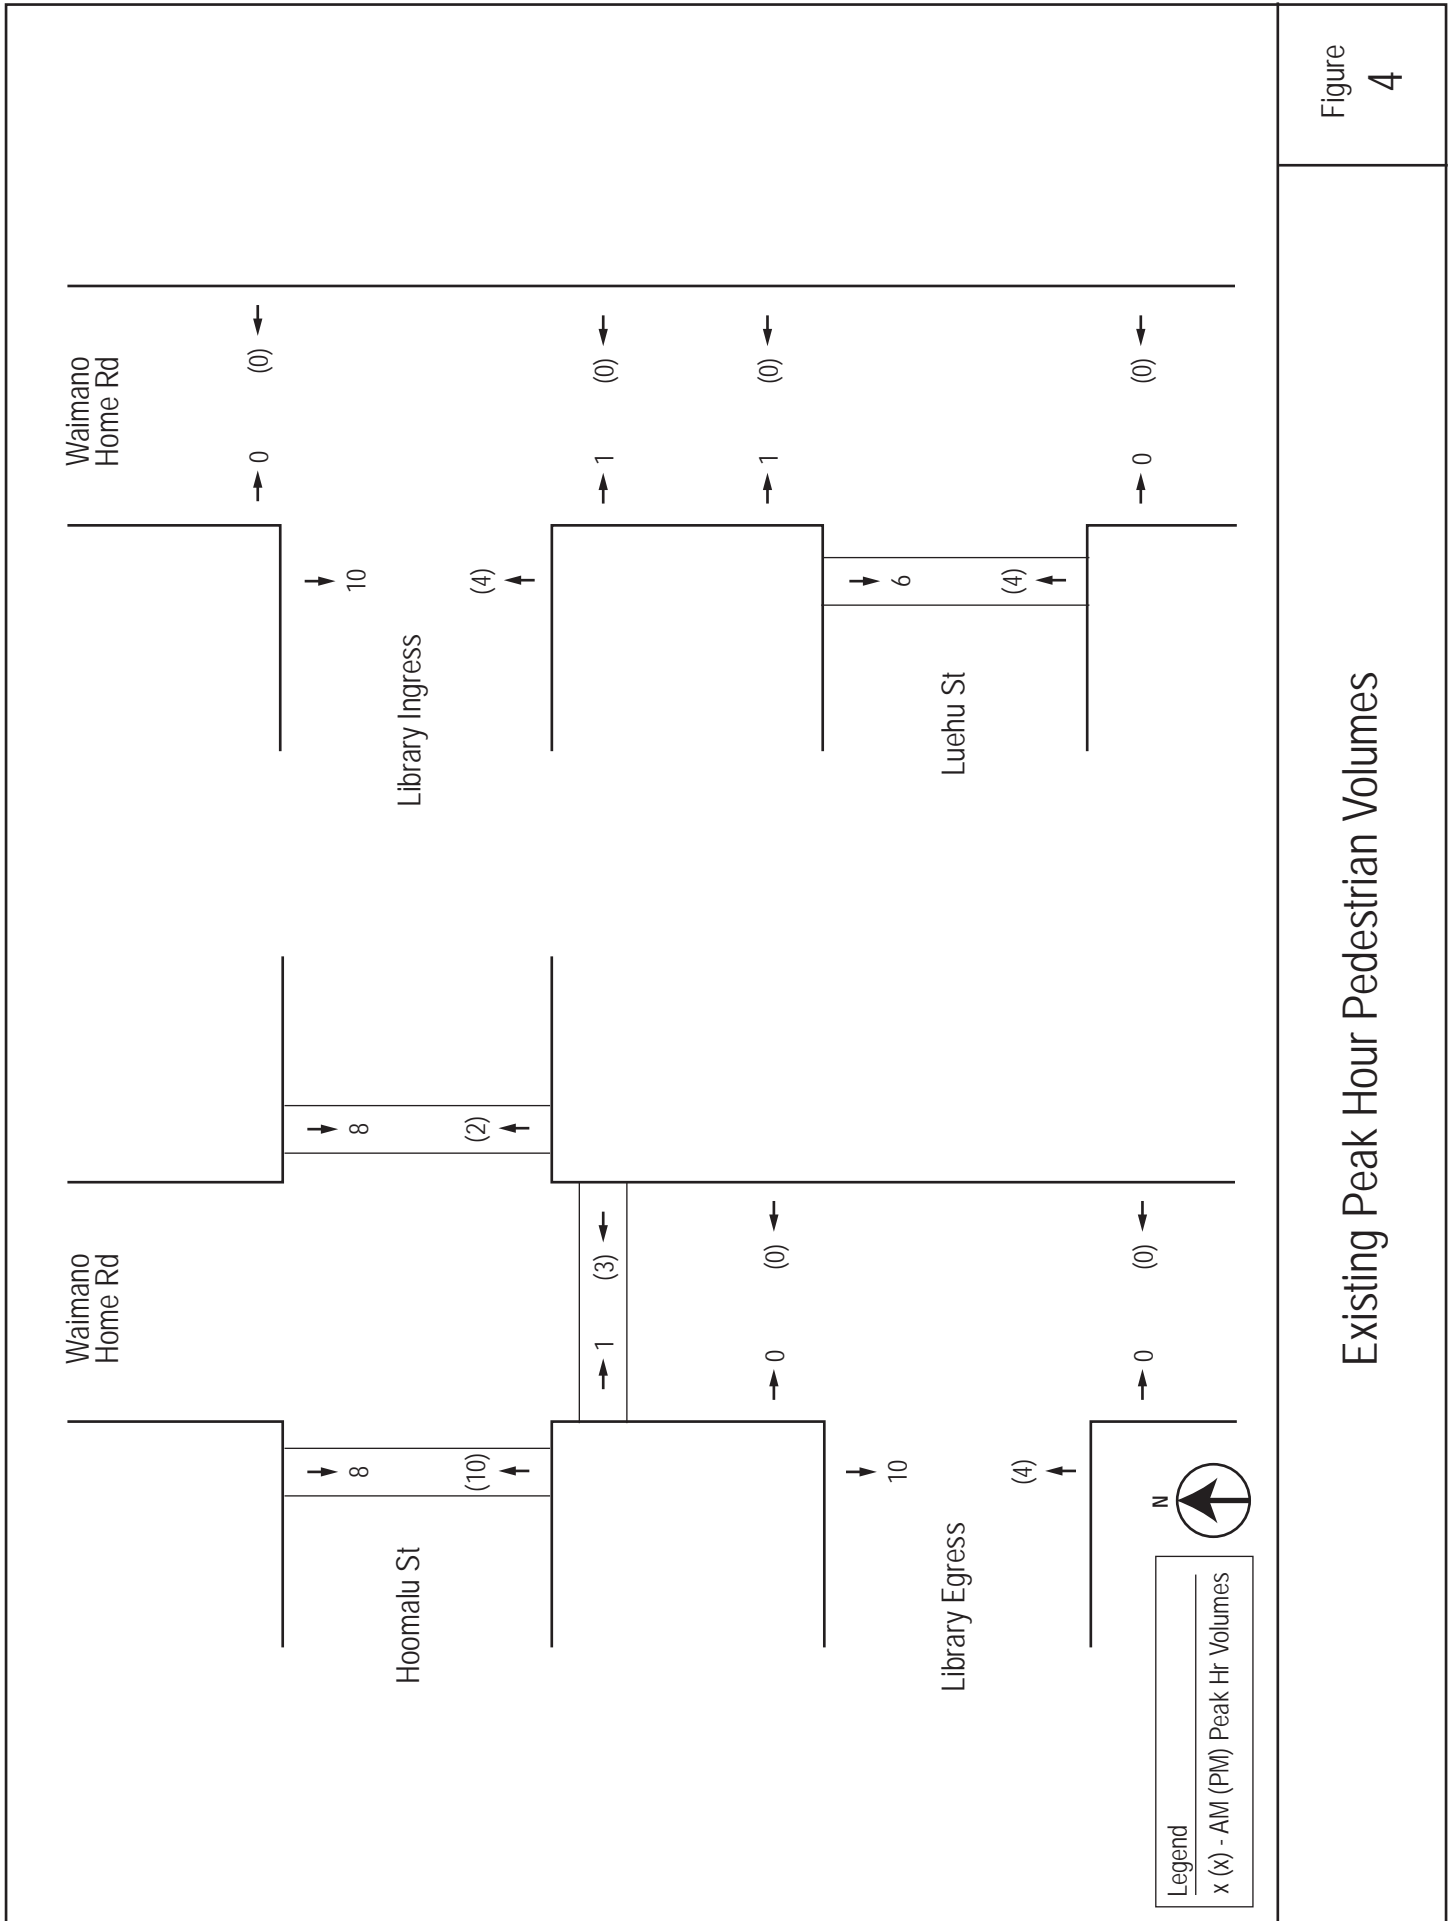 Waimano
Home Rd
8
8
Hoomalu St
(10)
(2)
1 (3)
0 (0)
10
Library Egress
(4)
0 (0)
Waimano
Home Rd
0 (0)
10
Library Ingress
(4)
1 (0)
1 (0)
6
Luehu St
(4)
0 (0)
N
Legend
x (x) - AM (PM) Peak Hr Volumes
Existing Peak Hour Pedestrian Volumes
Figure
4